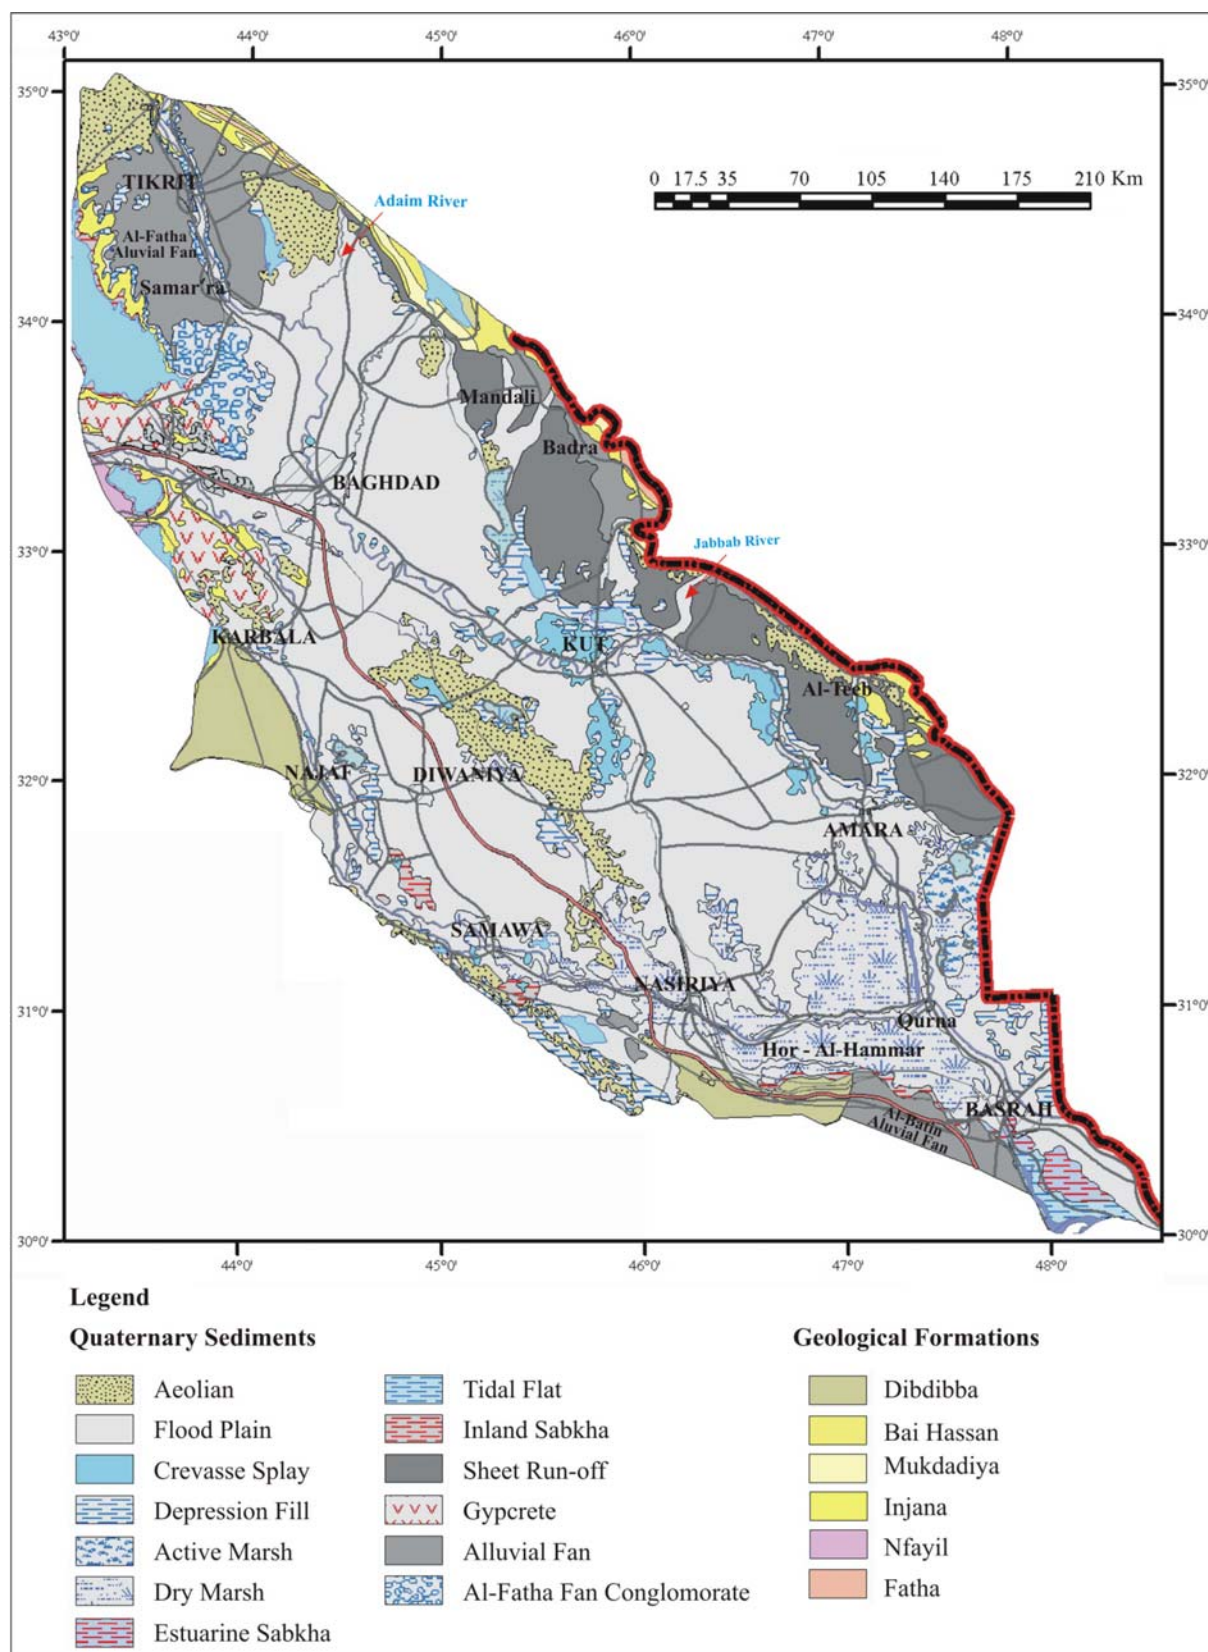 43°0' 44°0' 45°0' 46°0' 47°0' 48°0'
35°0' 35°0'
0 17.5 35 70 105 140 175 210 Km
TIKRIT
Adaim River
Al-Fatha
Aluvial Fan
Samar'ra
34°0' 34°0'
Mandali
Badra
BAGHDAD
33°0' 33°0'
Jabbab River
KARBALA
KUT
Al-Teeb
NAJAF
DIWANIYA
32°0' 32°0'
AMARA
SAMAWA
NASIRIYA
31°0' 31°0'
Qurna
Hor - Al-Hammar
BASRAH
Al-Batin
Aluvial Fan
30°0' 30°0'
44°0' 45°0' 46°0' 47°0' 48°0'
Legend
Quaternary Sediments
Aeolian
Flood Plain
Crevasse Splay
Depression Fill
Active Marsh
Dry Marsh
Estuarine Sabkha
Tidal Flat
Inland Sabkha
Sheet Run-off
Gypcrete
Alluvial Fan
Al-Fatha Fan Conglomorate
Geological Formations
Dibdibba
Bai Hassan
Mukdadiya
Injana
Nfayil
Fatha